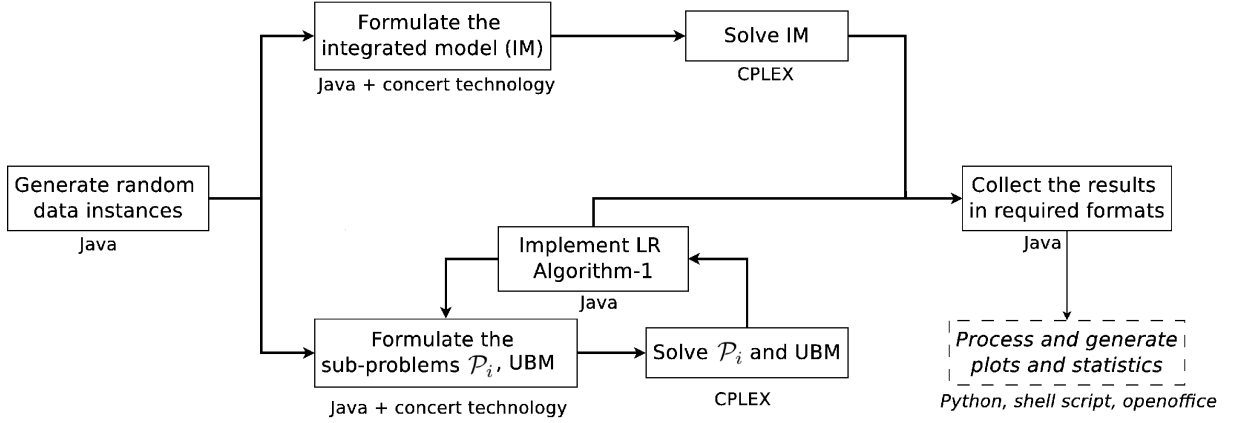 Formulate the
integrated model (IM)
Java + concert technology
Solve IM
CPLEX
Generate random
data instances
Java
Collect the results
in required formats
Java
Implement LR
Algorithm-1
Java
Formulate the
sub-problems 𝒫ᵢ, UBM
Java + concert technology
Solve 𝒫ᵢ and UBM
CPLEX
Process and generate
plots and statistics
Python, shell script, openoffice